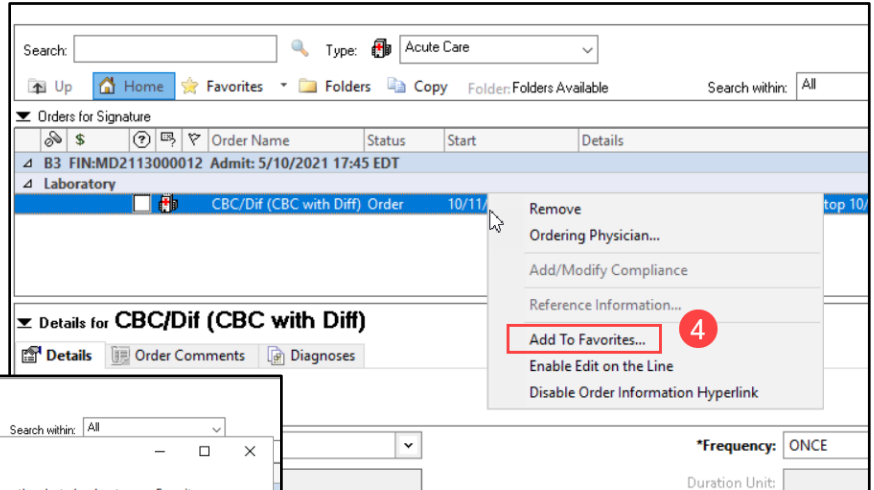 Search: Type: Acute Care
Up Home Favorites Folders Copy Folder: Folders Available Search within: All
Orders for Signature
$ Order Name Status Start Details
B3 FIN:MD2113000012 Admit: 5/10/2021 17:45 EDT
Laboratory
CBC/Dif (CBC with Diff) Order 10/11/ top 10/
Remove
Ordering Physician...
Add/Modify Compliance
Reference Information...
Add To Favorites... 4
Enable Edit on the Line
Disable Order Information Hyperlink
Details for CBC/Dif (CBC with Diff)
Details Order Comments Diagnoses
Search within: All
*Frequency: ONCE
Duration Unit: